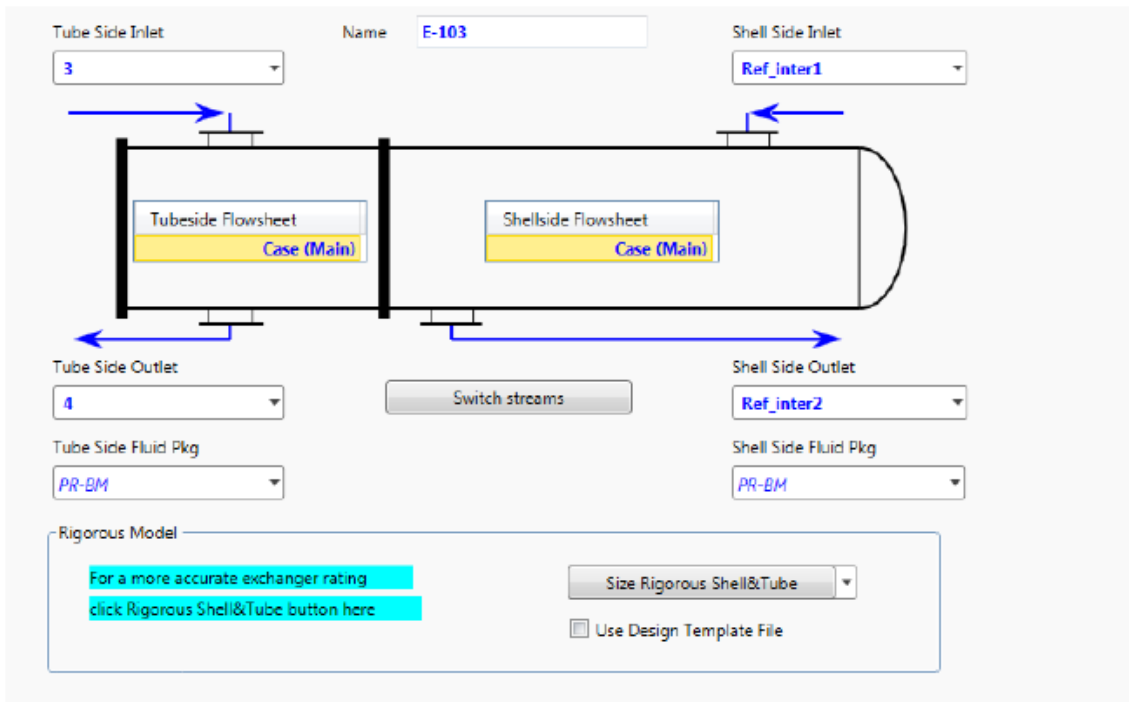 Tube Side Inlet Name E-103 Shell Side Inlet
3 Ref_inter1
Tubeside Flowsheet Shellside Flowsheet
Case (Main) Case (Main)
Tube Side Outlet Shell Side Outlet
4 Switch streams Ref_inter2
Tube Side Fluid Pkg Shell Side Fluid Pkg
PR-BM PR-BM
Rigorous Model
For a more accurate exchanger rating Size Rigorous Shell&Tube
click Rigorous Shell&Tube button here
Use Design Template File